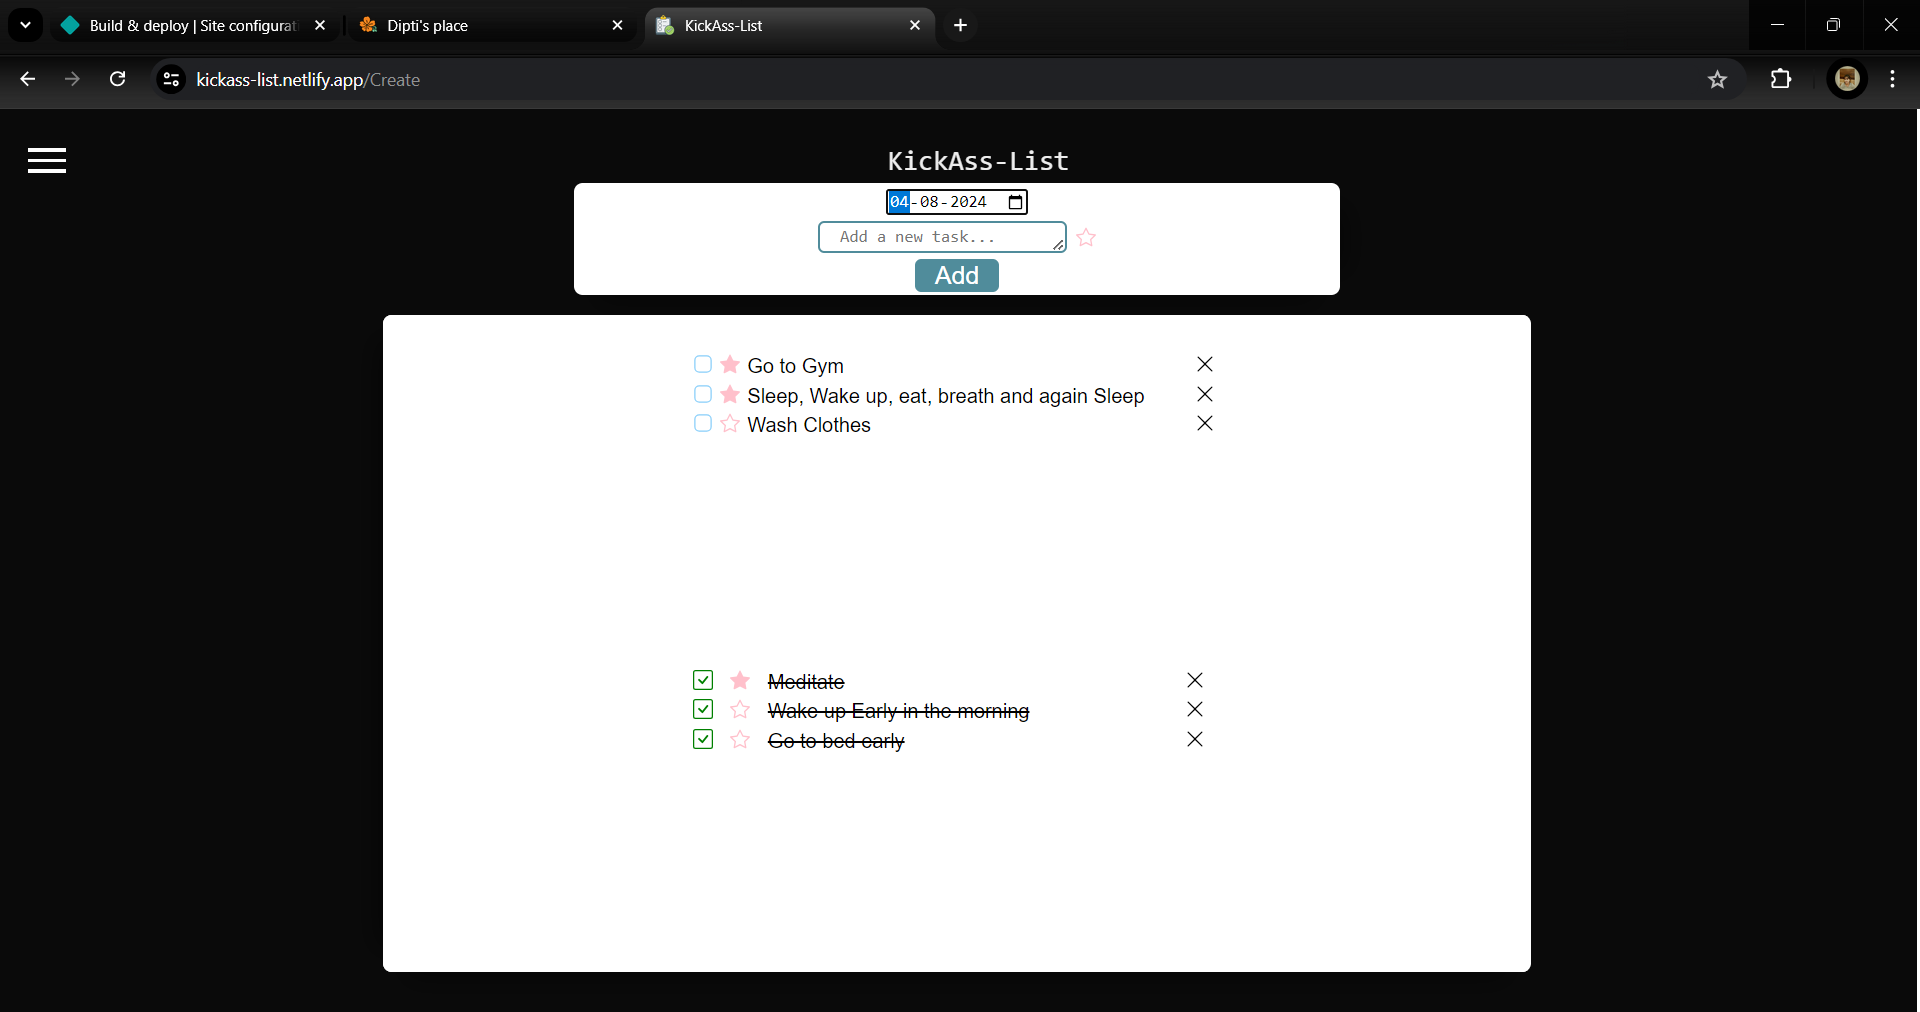 Build & deploy | Site configurat
Dipti's place
KickAss-List
kickass-list.netlify.app/Create
KickAss-List
04-08-2024
Add a new task...
Add
Go to Gym
Sleep, Wake up, eat, breath and again Sleep
Wash Clothes
Meditate
Wake up Early in the morning
Go to bed early